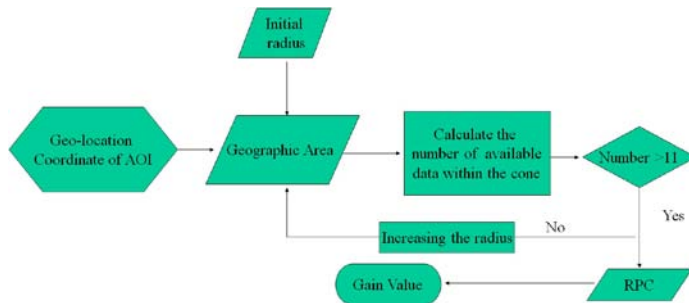 Initial
radius
Geo-location
Coordinate of AOI
Geographic Area
Calculate the
number of available
data within the cone
Number >11
Yes
No
Increasing the radius
Gain Value
RPC